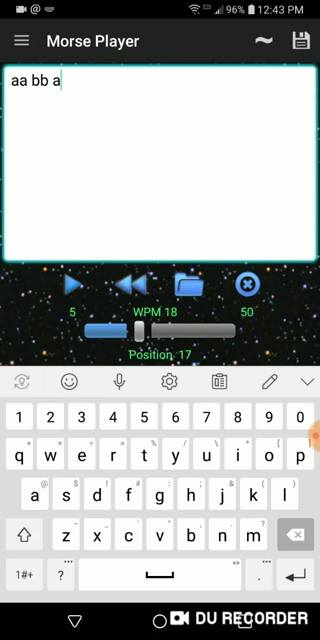 @ 96% 12:43 PM
Morse Player
aa bb a
5 WPM 18 50
Position 17
1 2 3 4 5 6 7 8 9 0
q w e r t y u i o p
a s d f g h j k l
z x c v b n m
1#+ ? .
DU RECORDER